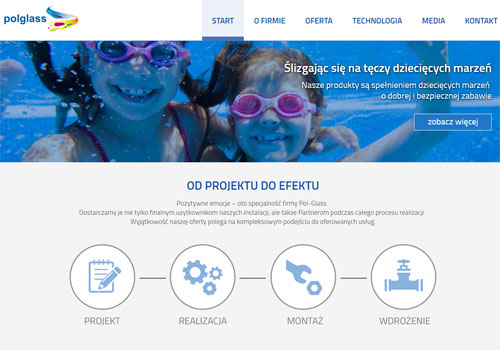 polglass
START O FIRMIE OFERTA TECHNOLOGIA MEDIA KONTAKT
Ślizgając się na tęczy dziecięcych marzeń
Nasze produkty są spełnieniem dziecięcych marzeń
o dobrej i bezpiecznej zabawie
zobacz więcej
OD PROJEKTU DO EFEKTU
Pozytywne emocje – oto specjalność firmy Pol-Glass.
Dostarczamy je nie tylko finalnym użytkownikom naszych instalacji, ale także Partnerom podczas całego procesu realizacji.
Wyjątkowość naszej oferty polega na kompleksowym podejściu do oferowanych usług
PROJEKT REALIZACJA MONTAŻ WDROŻENIE